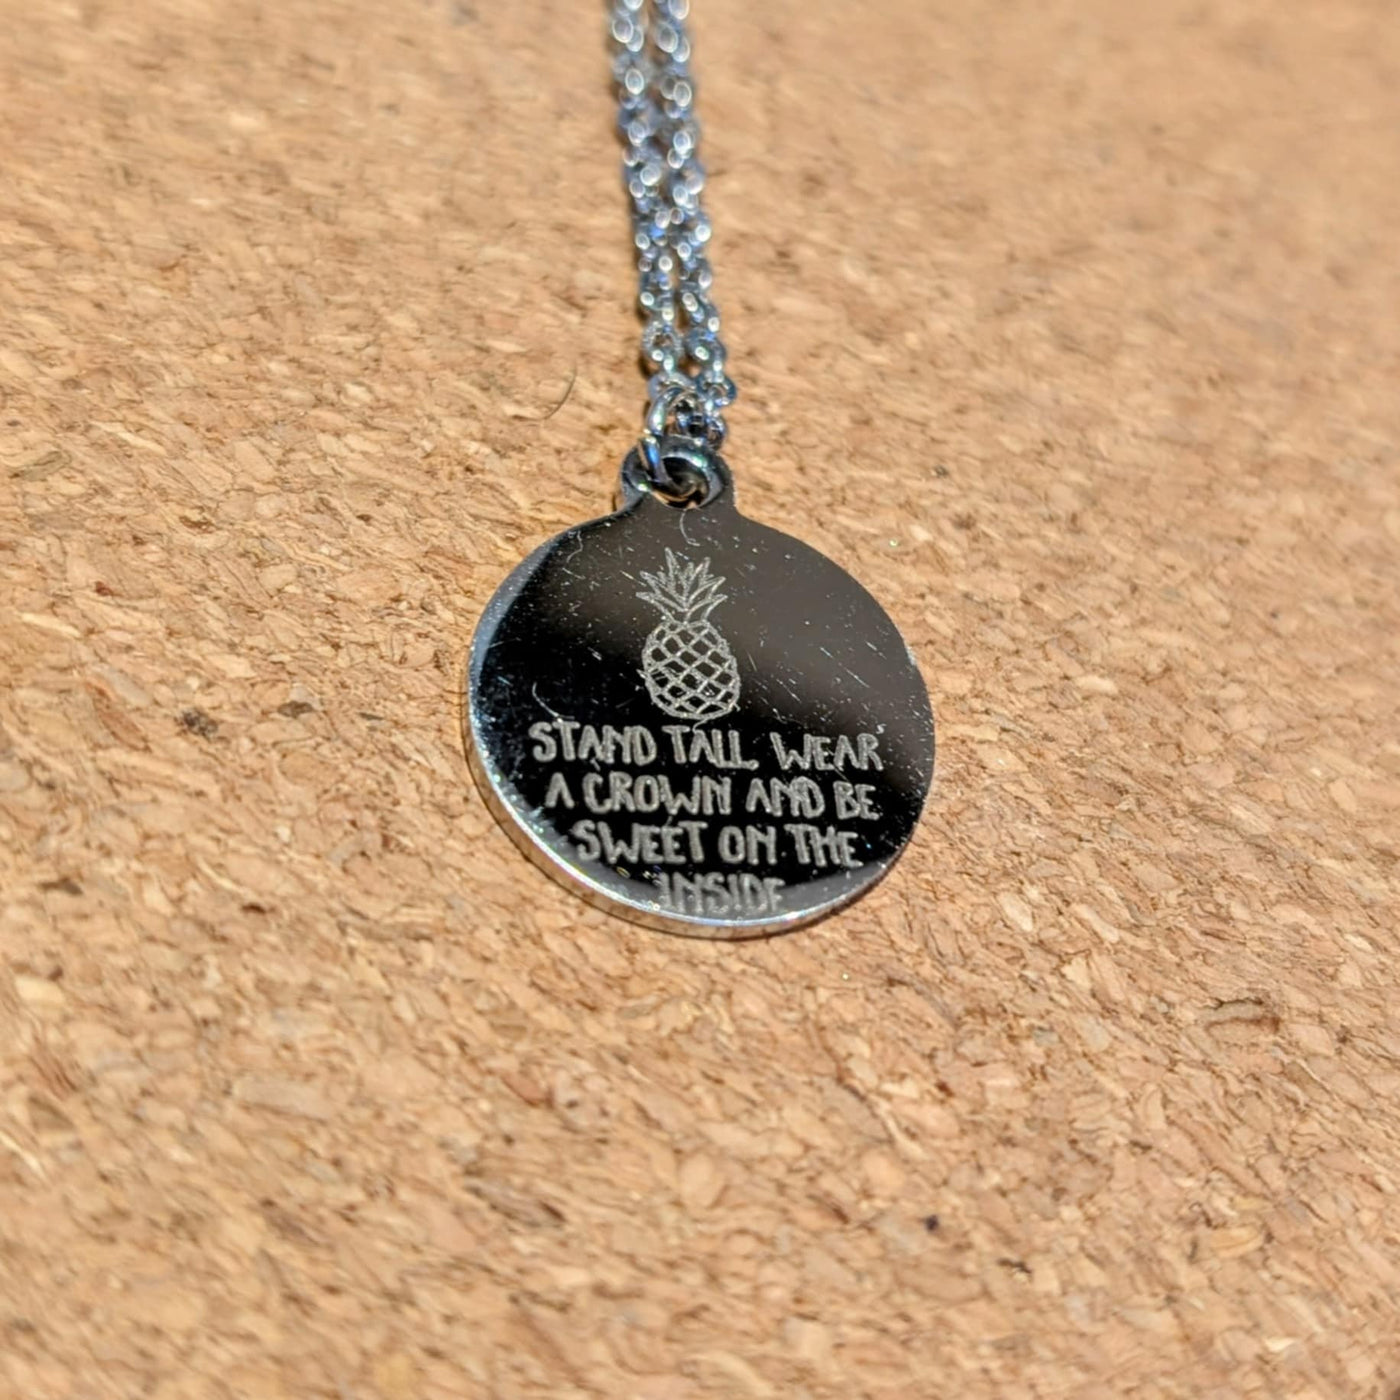 STAND TALL, WEAR
A CROWN AND BE
SWEET ON THE
INSIDE